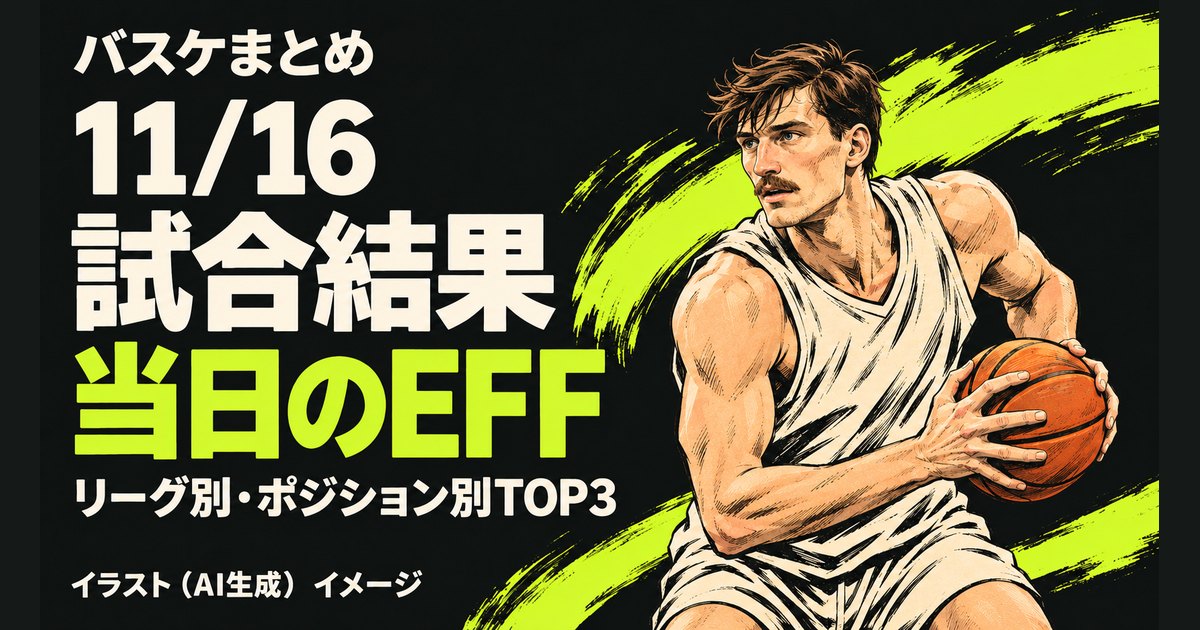 バスケまとめ
11/16
試合結果
当日のEFF
リーグ別・ポジション別TOP3
イラスト（AI生成）イメージ